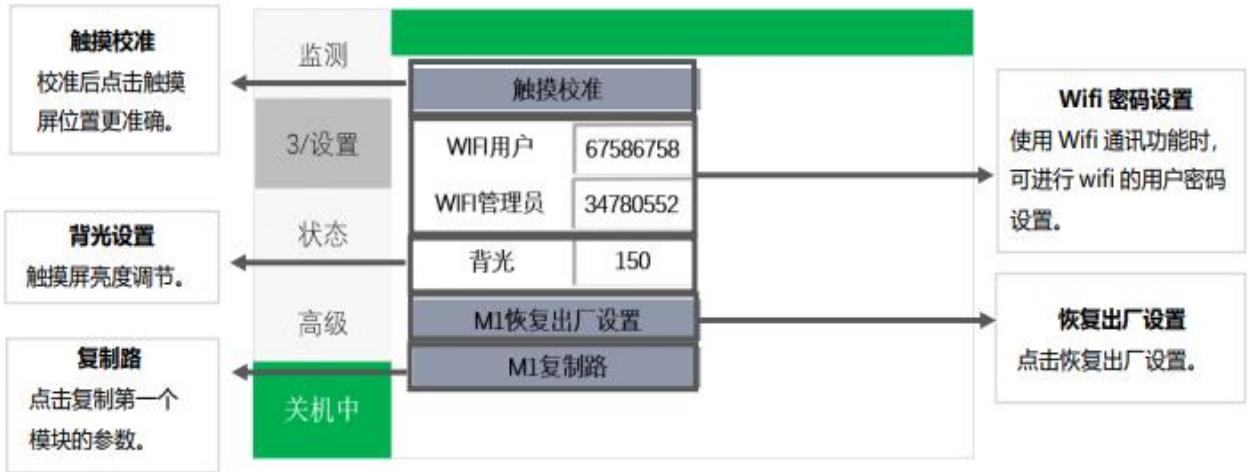 触摸校准
校准后点击触摸
屏位置更准确。
背光设置
触摸屏亮度调节。
复制路
点击复制第一个
模块的参数。
监测
3/设置
状态
高级
关机中
触摸校准
WIFI用户 67586758
WIFI管理员 34780552
背光 150
M1恢复出厂设置
M1复制路
Wifi 密码设置
使用 Wifi 通讯功能时,
可进行 wifi 的用户密码
设置。
恢复出厂设置
点击恢复出厂设置。